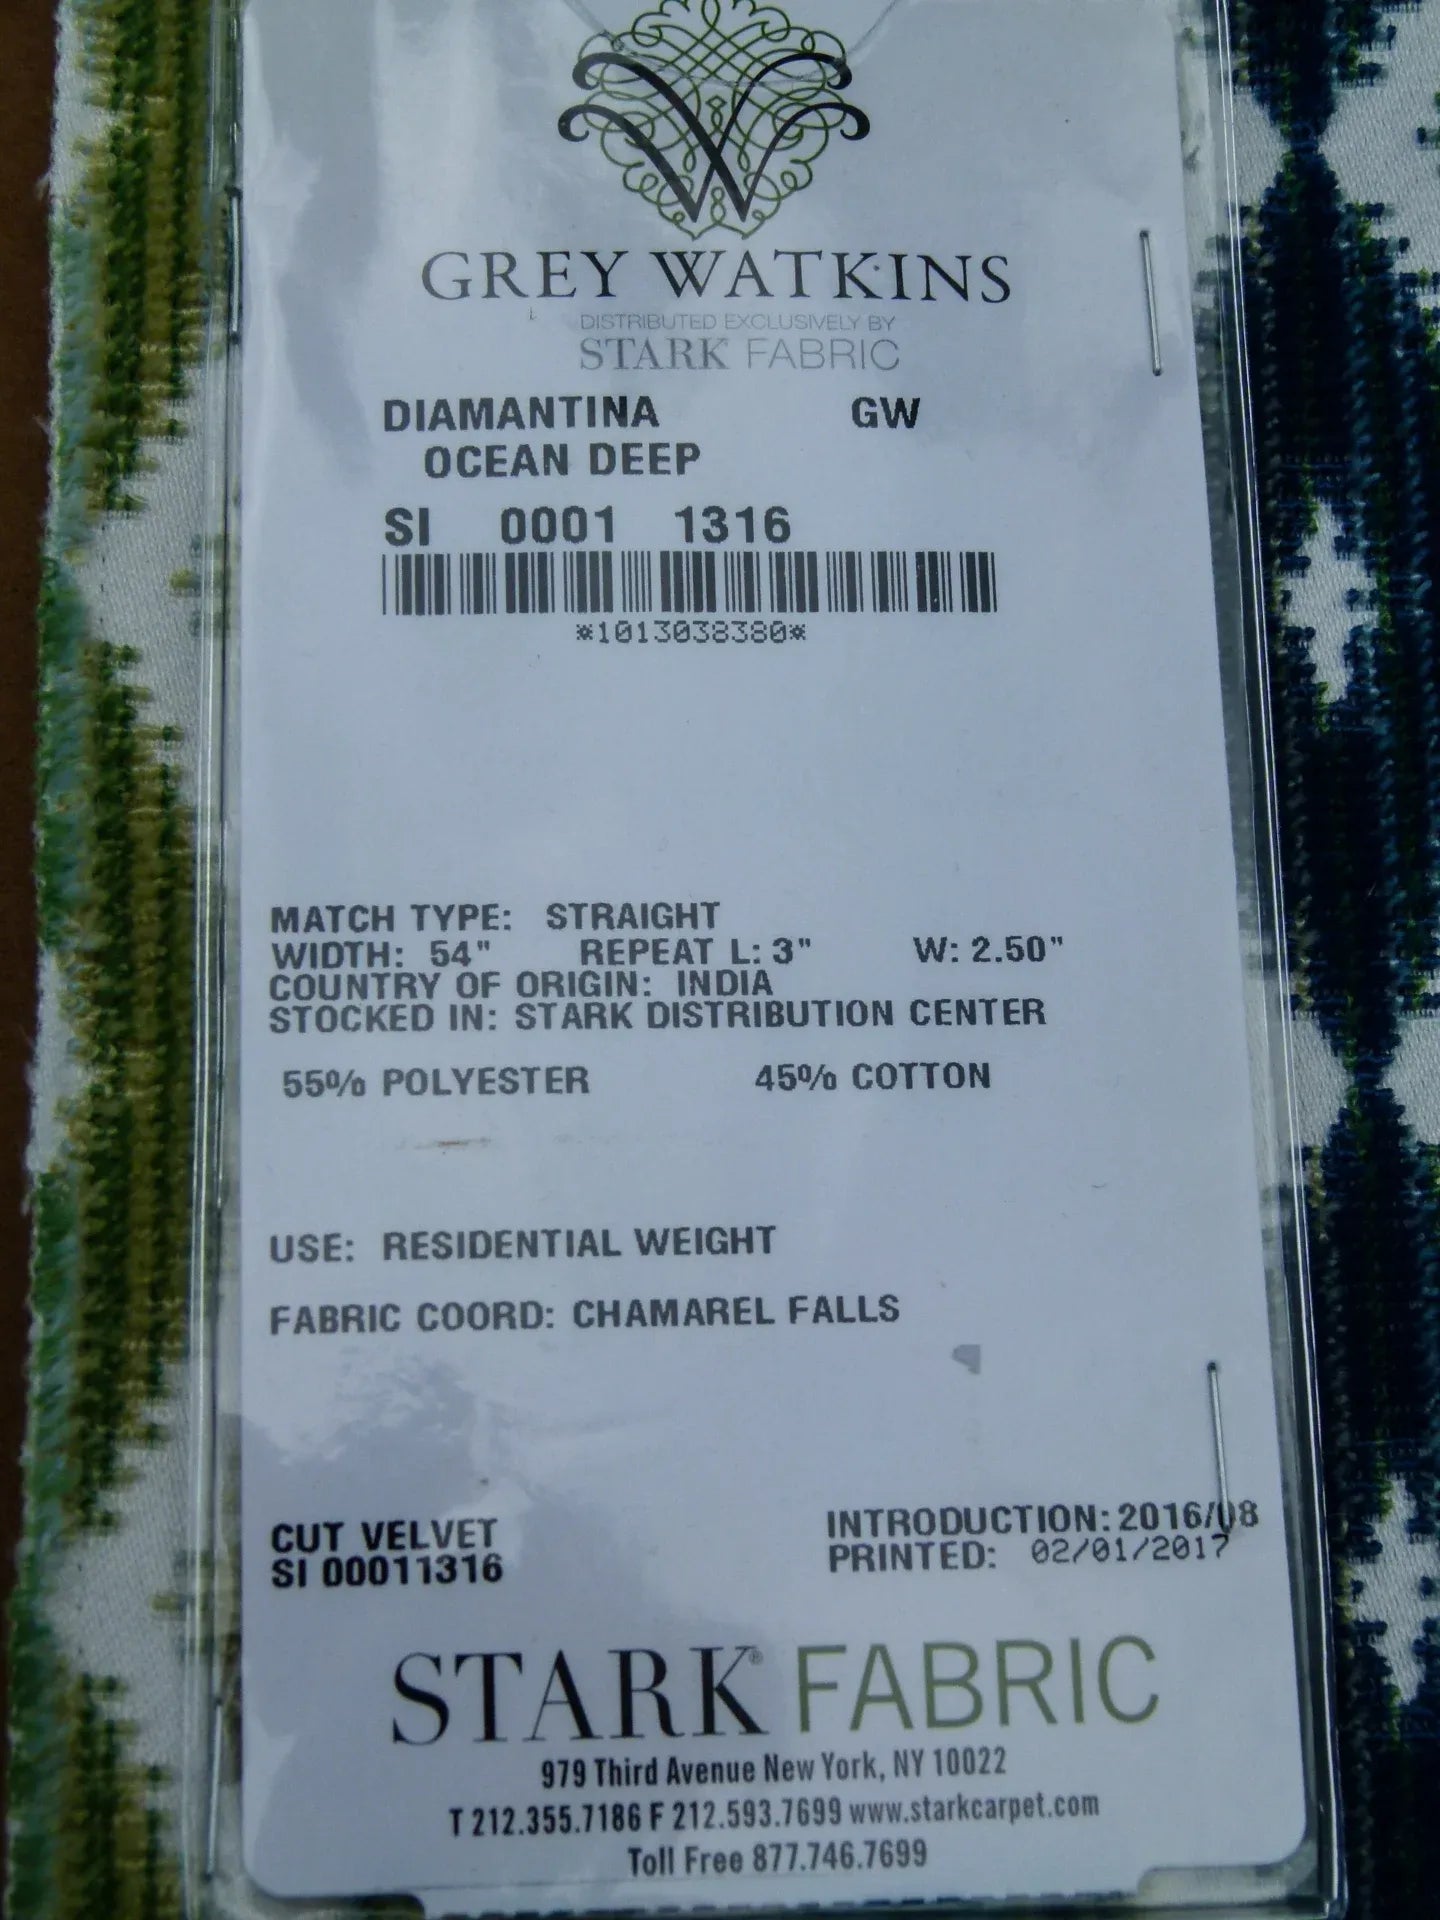 GREY WATKINS
DISTRIBUTED EXCLUSIVELY BY
STARK FABRIC
DIAMANTINA GW
OCEAN DEEP
SI 0001 1316
*1013038380*
MATCH TYPE: STRAIGHT
WIDTH: 54" REPEAT L: 3" W: 2.50"
COUNTRY OF ORIGIN: INDIA
STOCKED IN: STARK DISTRIBUTION CENTER
55% POLYESTER 45% COTTON
USE: RESIDENTIAL WEIGHT
FABRIC COORD: CHAMAREL FALLS
CUT VELVET INTRODUCTION: 2016/08
SI 00011316 PRINTED: 02/01/2017
STARK® FABRIC
979 Third Avenue New York, NY 10022
T 212.355.7186 F 212.593.7699 www.starkcarpet.com
Toll Free 877.746.7699